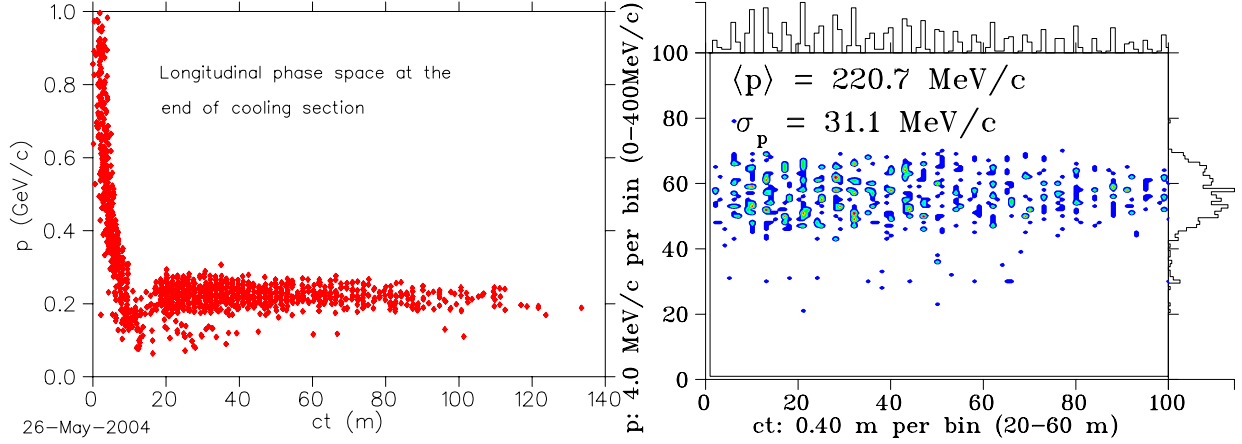 1.0
0.8
0.6
0.4
0.2
0.0
p (GeV/c)
Longitudinal phase space at the
end of cooling section
0 20 40 60 80 100 120 140
ct (m)
26-May-2004
p: 4.0 MeV/c per bin (0-400MeV/c)
100
80
60
40
20
0
⟨p⟩ = 220.7 MeV/c
σp = 31.1 MeV/c
0 20 40 60 80 100
ct: 0.40 m per bin (20-60 m)